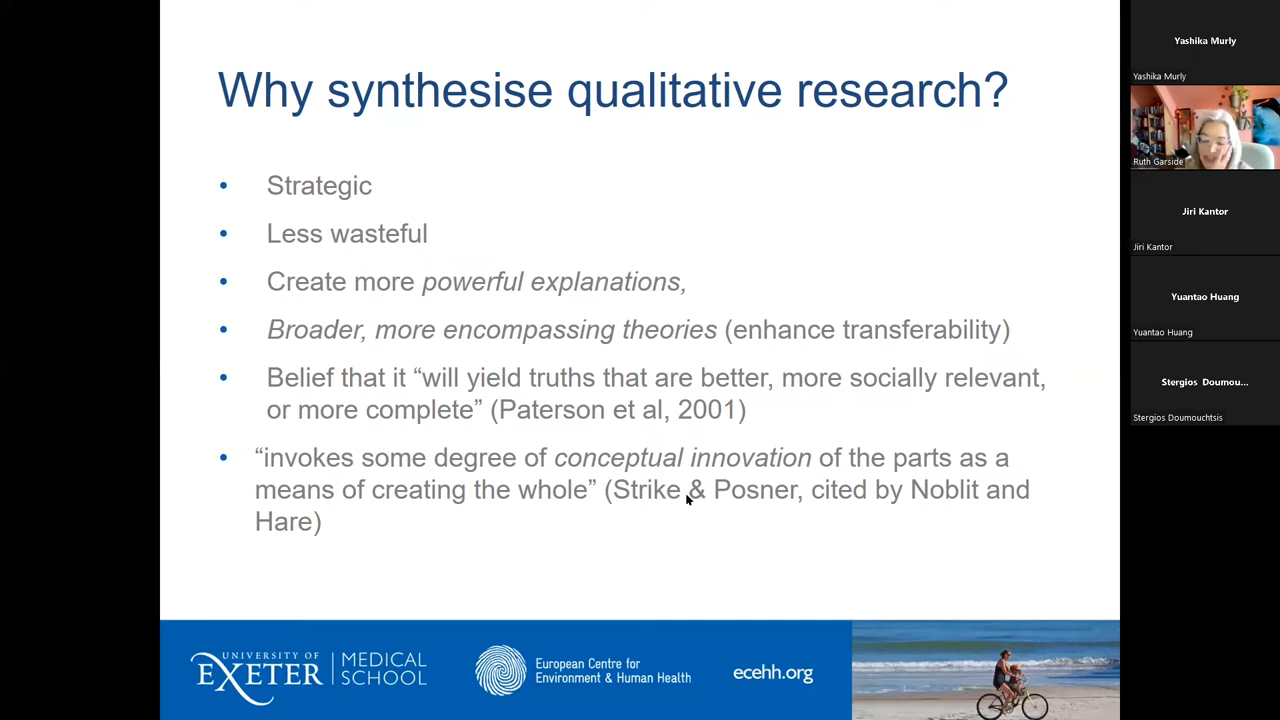 Why synthesise qualitative research?
• Strategic
• Less wasteful
• Create more powerful explanations,
• Broader, more encompassing theories (enhance transferability)
• Belief that it “will yield truths that are better, more socially relevant,
or more complete” (Paterson et al, 2001)
• “invokes some degree of conceptual innovation of the parts as a
means of creating the whole” (Strike & Posner, cited by Noblit and
Hare)
UNIVERSITY OF
EXETER
MEDICAL
SCHOOL
European Centre for
Environment & Human Health
ecehh.org
Yashika Murly
Yashika Murly
Ruth Garside
Jiri Kantor
Jiri Kantor
Yuantao Huang
Yuantao Huang
Stergios Doumou...
Stergios Doumouchtsis